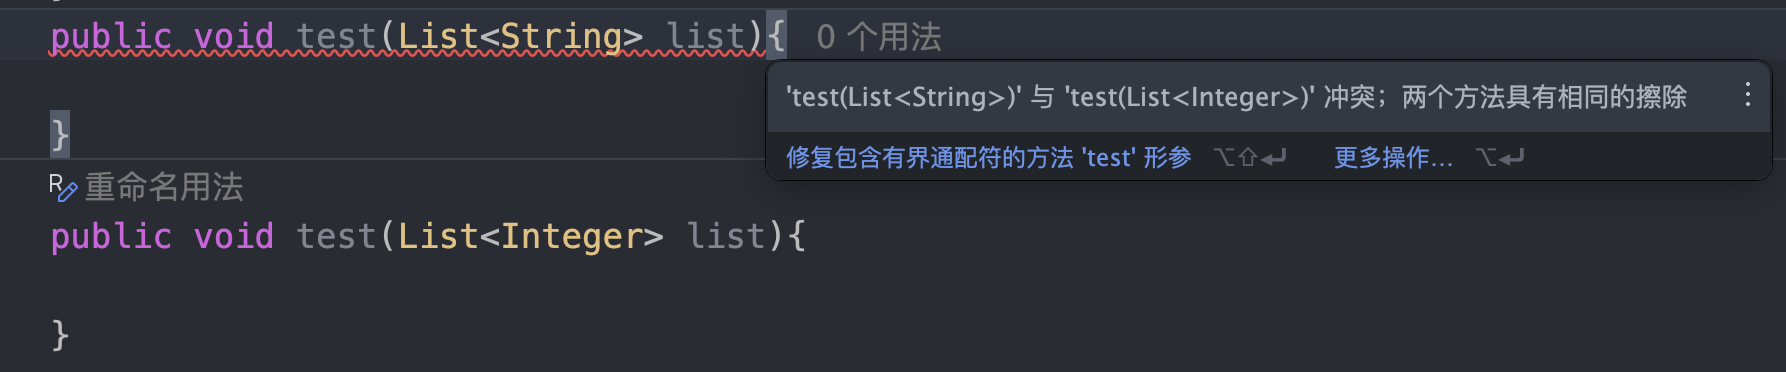 }
public void test(List<String> list){ 0 个用法
'test(List<String>)' 与 'test(List<Integer>)' 冲突；两个方法具有相同的擦除
}
修复包含有界通配符的方法 'test' 形参 ⌥⇧↩ 更多操作… ⌥↩
重命名用法
public void test(List<Integer> list){
}